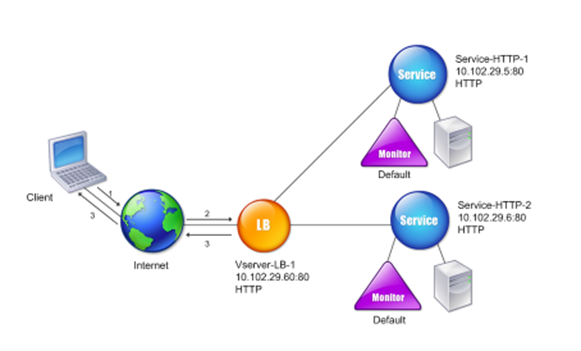 Service
Service-HTTP-1
10.102.29.5:80
HTTP
Monitor
Default
Client
1
3
2
3
Internet
LB
Vserver-LB-1
10.102.29.60:80
HTTP
Service
Service-HTTP-2
10.102.29.6:80
HTTP
Monitor
Default